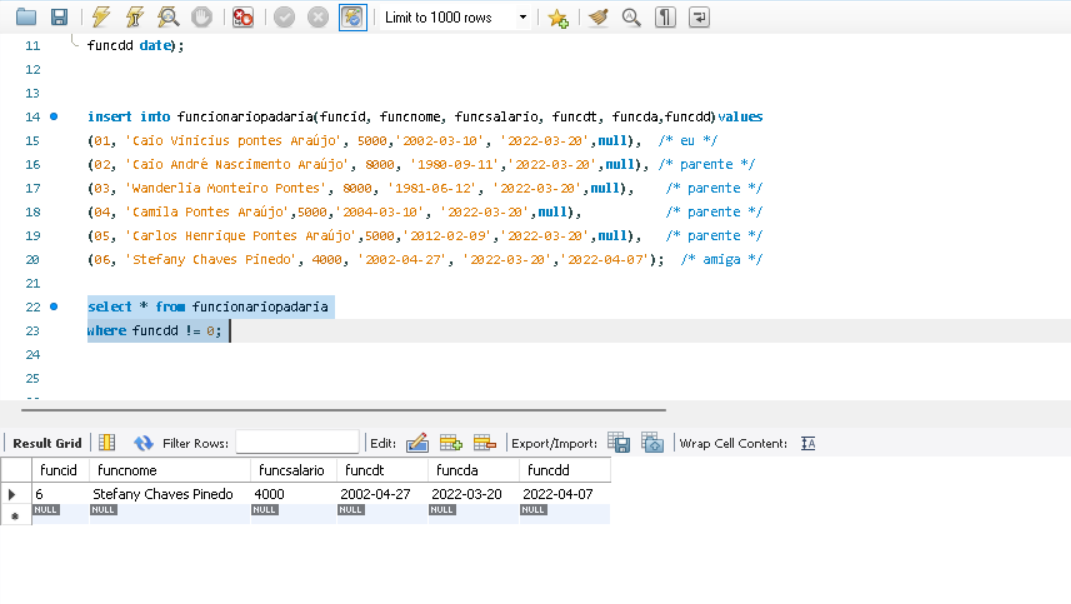 Limit to 1000 rows
11 funcdd date);
12
13
14 insert into funcionariopadaria(funcid, funcnome, funcsalario, funcdt, funcda,funcdd)values
15 (01, 'Caio Vinicius pontes Araújo', 5000,'2002-03-10', '2022-03-20',null), /* eu */
16 (02, 'Caio André Nascimento Araújo', 8000, '1980-09-11','2022-03-20',null), /* parente */
17 (03, 'Wanderlia Monteiro Pontes', 8000, '1981-06-12', '2022-03-20',null), /* parente */
18 (04, 'Camila Pontes Araújo',5000,'2004-03-10', '2022-03-20',null), /* parente */
19 (05, 'Carlos Henrique Pontes Araújo',5000,'2012-02-09','2022-03-20',null), /* parente */
20 (06, 'Stefany Chaves Pinedo', 4000, '2002-04-27', '2022-03-20','2022-04-07'); /* amiga */
21
22 select * from funcionariopadaria
23 where funcdd != 0;
24
25
Result Grid Filter Rows: Edit: Export/Import: Wrap Cell Content: IA
funcid funcnome funcsalario funcdt funcda funcdd
6 Stefany Chaves Pinedo 4000 2002-04-27 2022-03-20 2022-04-07
NULL NULL NULL NULL NULL NULL